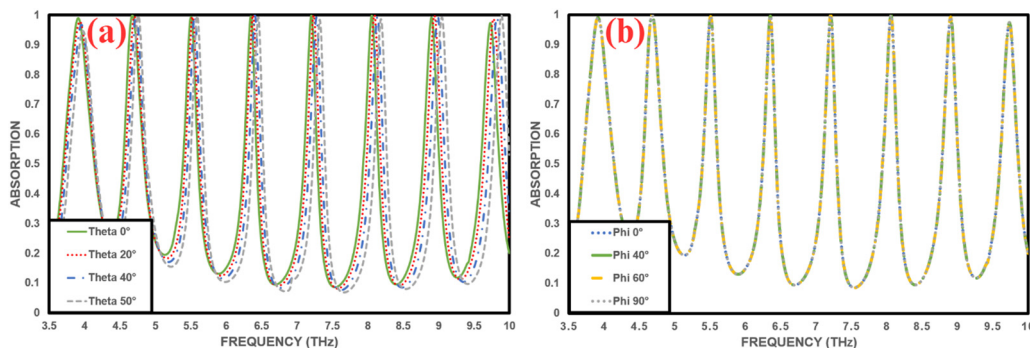 (a)
ABSORPTION
1
0.9
0.8
0.7
0.6
0.5
0.4
0.3
0.2
0.1
0
Theta 0°
Theta 20°
Theta 40°
Theta 50°
3.5 4 4.5 5 5.5 6 6.5 7 7.5 8 8.5 9 9.5 10
FREQUENCY (THz)
(b)
ABSORPTION
1
0.9
0.8
0.7
0.6
0.5
0.4
0.3
0.2
0.1
0
Phi 0°
Phi 40°
Phi 60°
Phi 90°
3.5 4 4.5 5 5.5 6 6.5 7 7.5 8 8.5 9 9.5 10
FREQUENCY (THz)